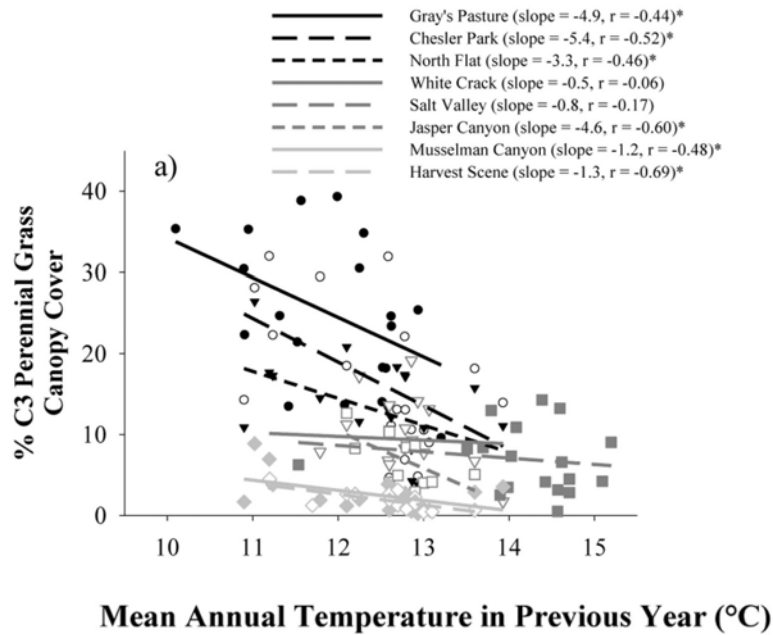 Gray's Pasture (slope = -4.9, r = -0.44)*
Chesler Park (slope = -5.4, r = -0.52)*
North Flat (slope = -3.3, r = -0.46)*
White Crack (slope = -0.5, r = -0.06)
Salt Valley (slope = -0.8, r = -0.17)
Jasper Canyon (slope = -4.6, r = -0.60)*
Musselman Canyon (slope = -1.2, r = -0.48)*
Harvest Scene (slope = -1.3, r = -0.69)*
a)
% C3 Perennial Grass
Canopy Cover
40
30
20
10
0
10 11 12 13 14 15
Mean Annual Temperature in Previous Year (°C)